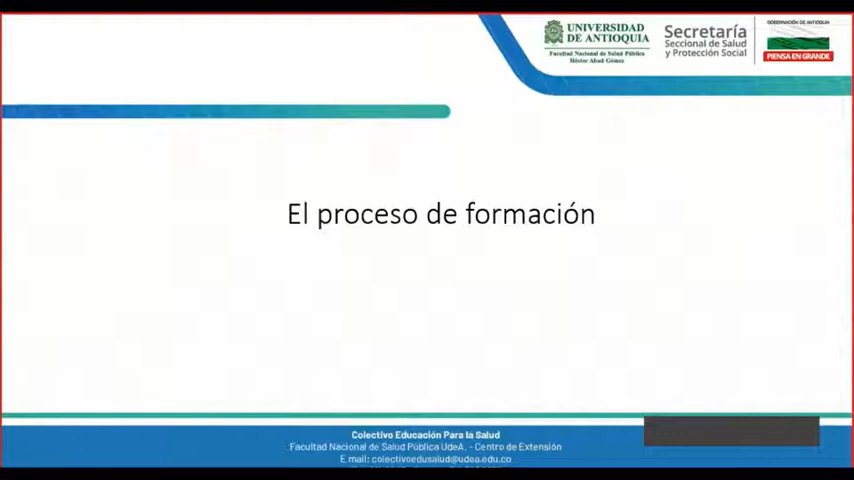 UNIVERSIDAD
DE ANTIOQUIA
Facultad Nacional de Salud Pública
Héctor Abad Gómez
Secretaría
Seccional de Salud
y Protección Social
GOBERNACIÓN DE ANTIOQUIA
PIENSA EN GRANDE
El proceso de formación
Colectivo Educación Para la Salud
Facultad Nacional de Salud Pública UdeA. - Centro de Extensión
E mail: colectivoedusalud@udea.edu.co